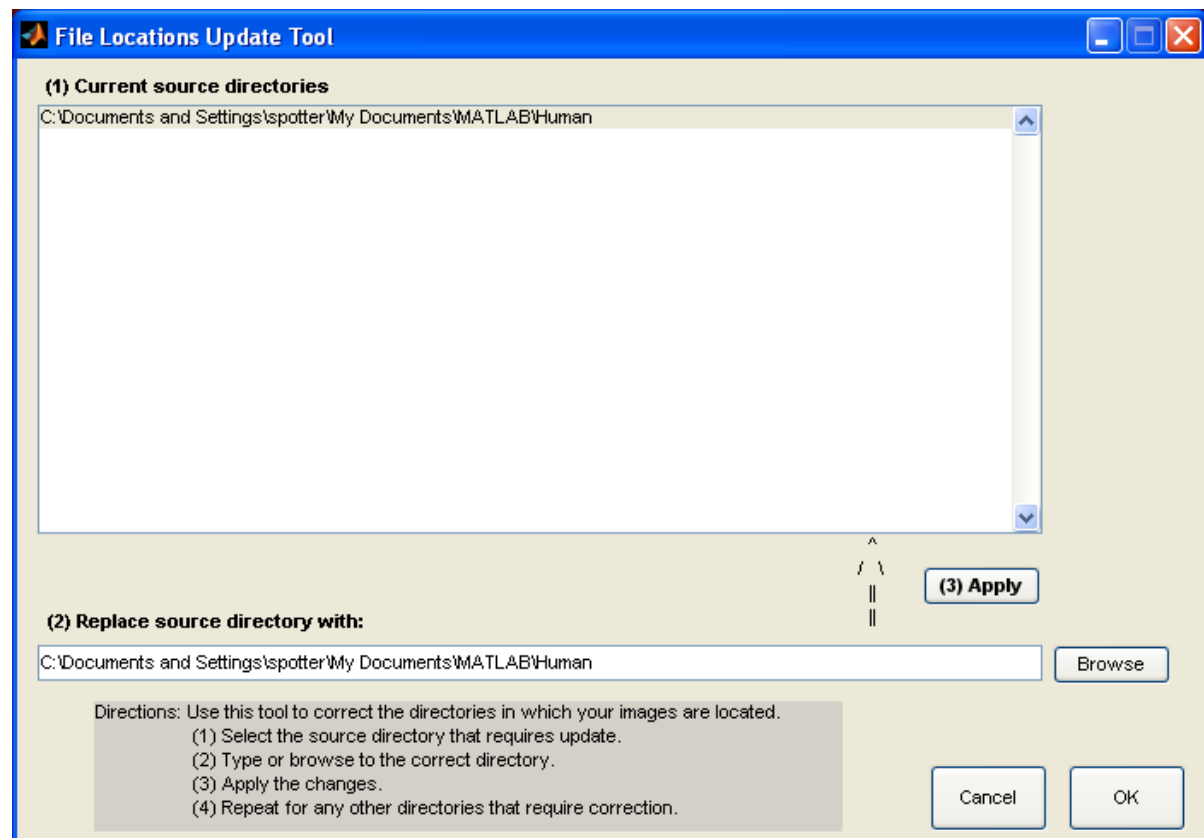 File Locations Update Tool
(1) Current source directories
C:\Documents and Settings\spotter\My Documents\MATLAB\Human
^
/ \
||
(3) Apply
||
(2) Replace source directory with:
C:\Documents and Settings\spotter\My Documents\MATLAB\Human
Browse
Directions: Use this tool to correct the directories in which your images are located.
(1) Select the source directory that requires update.
(2) Type or browse to the correct directory.
(3) Apply the changes.
(4) Repeat for any other directories that require correction.
Cancel
OK